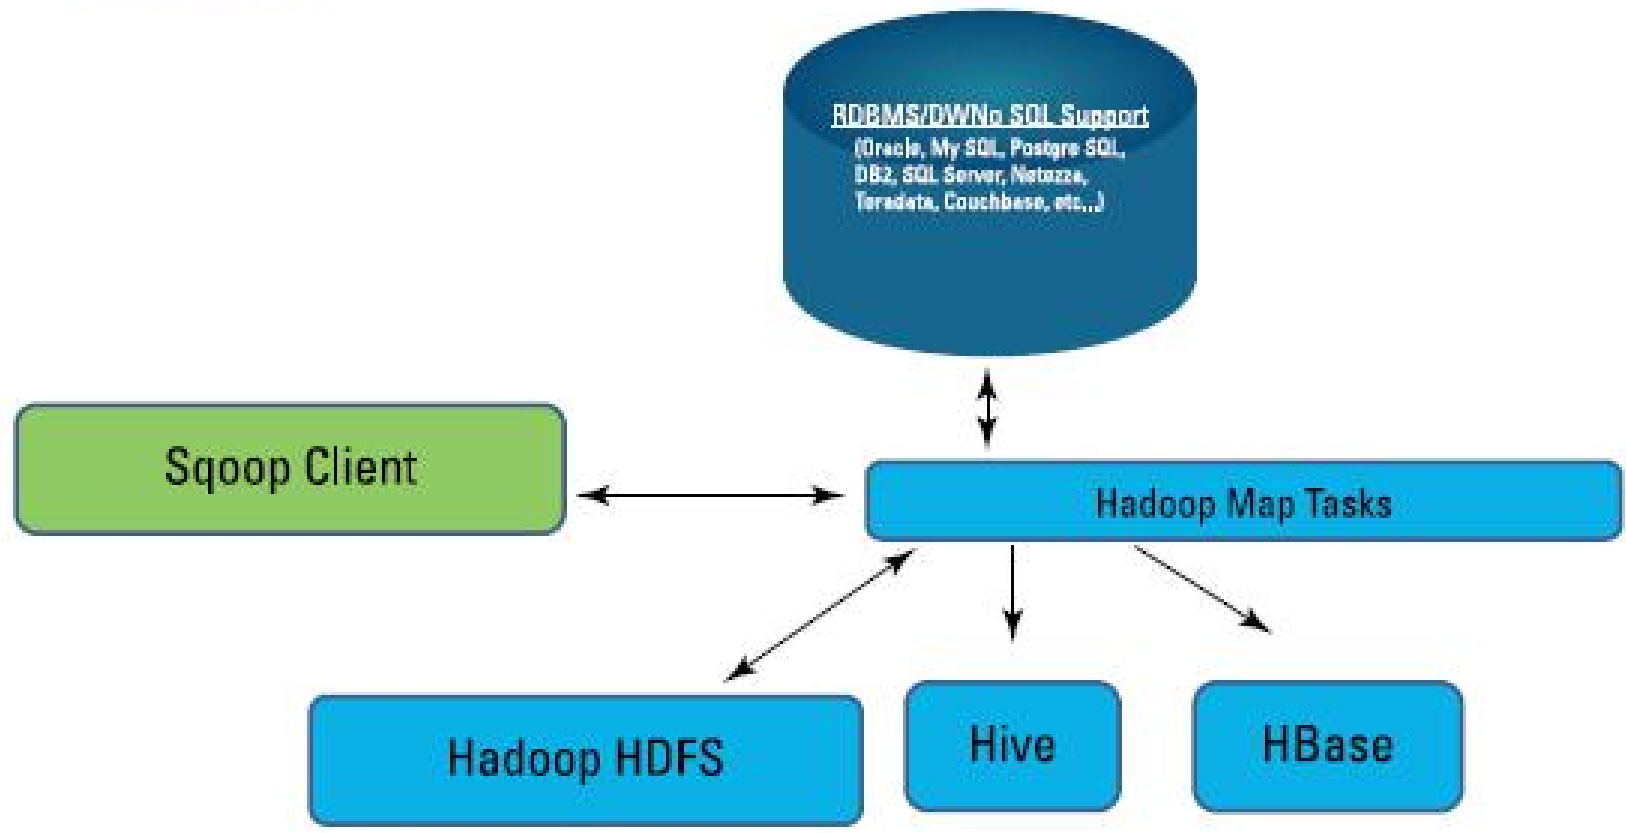 RDBMS/DWNo SQL Support
(Oracle, My SQL, Postgre SQL,
DB2, SQL Server, Netezza,
Teradata, Couchbase, etc...)
Sqoop Client
Hadoop Map Tasks
Hadoop HDFS
Hive
HBase